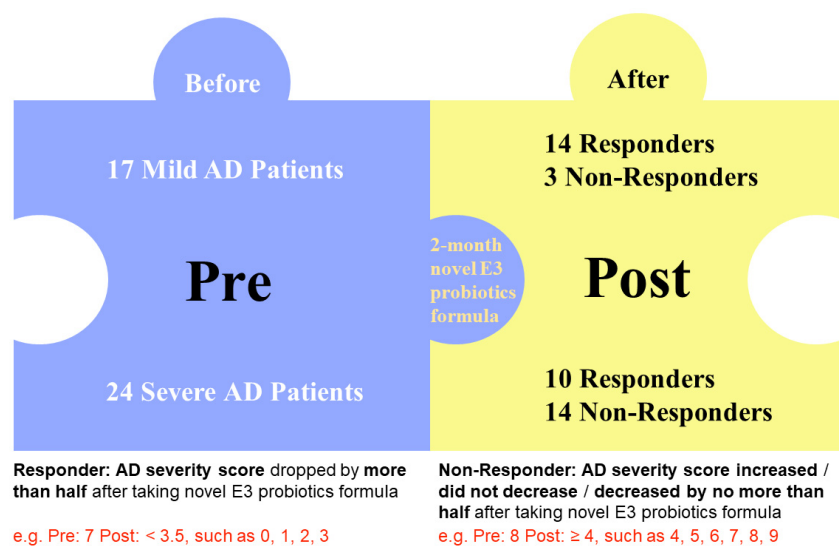 Before
After
17 Mild AD Patients
14 Responders
3 Non-Responders
Pre
2-month
novel E3
probiotics
formula
Post
24 Severe AD Patients
10 Responders
14 Non-Responders
Responder: AD severity score dropped by more
than half after taking novel E3 probiotics formula
e.g. Pre: 7 Post: < 3.5, such as 0, 1, 2, 3
Non-Responder: AD severity score increased /
did not decrease / decreased by no more than
half after taking novel E3 probiotics formula
e.g. Pre: 8 Post: ≥ 4, such as 4, 5, 6, 7, 8, 9